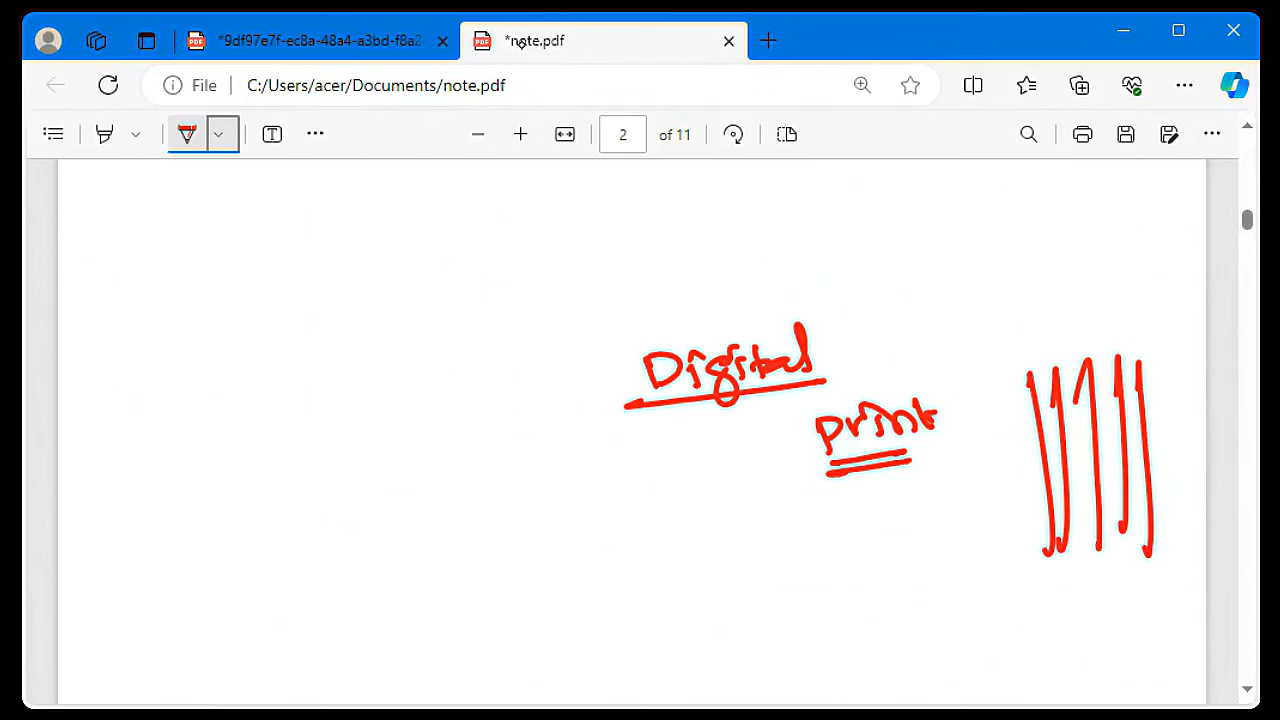 *9df97e7f-ec8a-48a4-a3bd-f8a2-
*note.pdf
File
C:/Users/acer/Documents/note.pdf
2 of 11
Digital
print